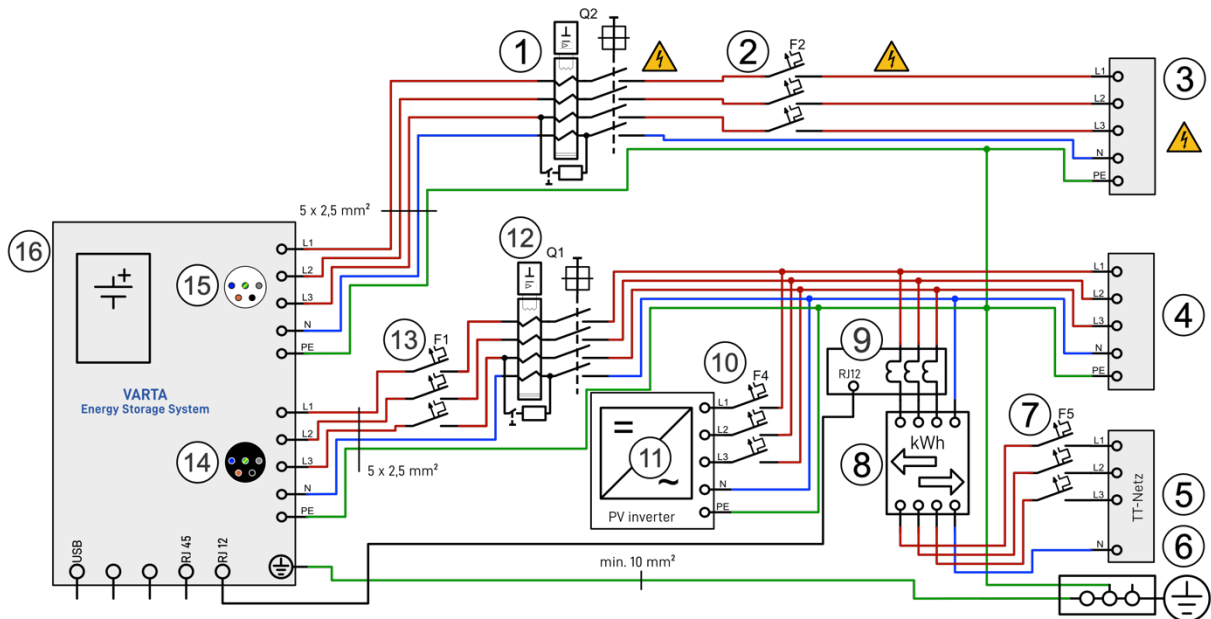 Q2
1
2
F2
3
L1
L2
L3
N
PE
5 x 2,5 mm²
16
15
L1
L2
L3
N
PE
VARTA
Energy Storage System
12
Q1
13
F1
L1
L2
L3
N
PE
4
9
RJ12
10
F4
L1
L2
L3
N
PE
11
PV inverter
14
L1
L2
L3
N
PE
5 x 2,5 mm²
kWh
8
7
F5
L1
L2
L3
N
TT-Netz
5
6
USB
RJ 45
RJ 12
min. 10 mm²